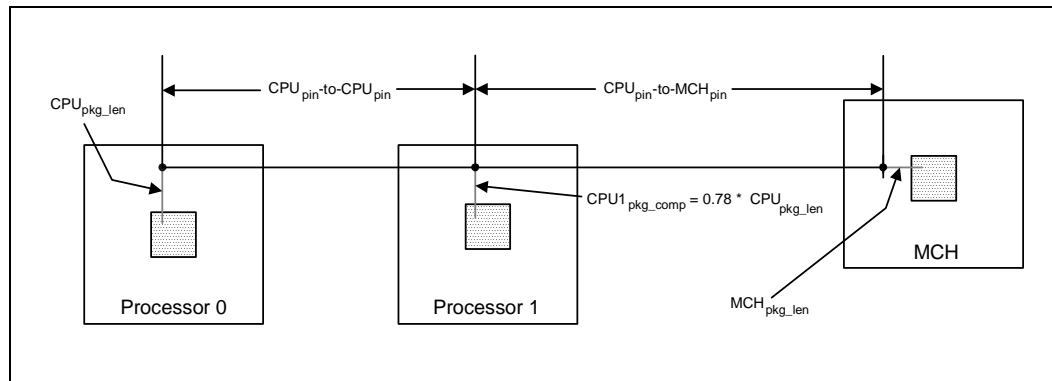 CPUpin-to-CPUpin
CPUpin-to-MCHpin
CPUpkg_len
CPU1pkg_comp = 0.78 * CPUpkg_len
MCH
MCHpkg_len
Processor 0
Processor 1